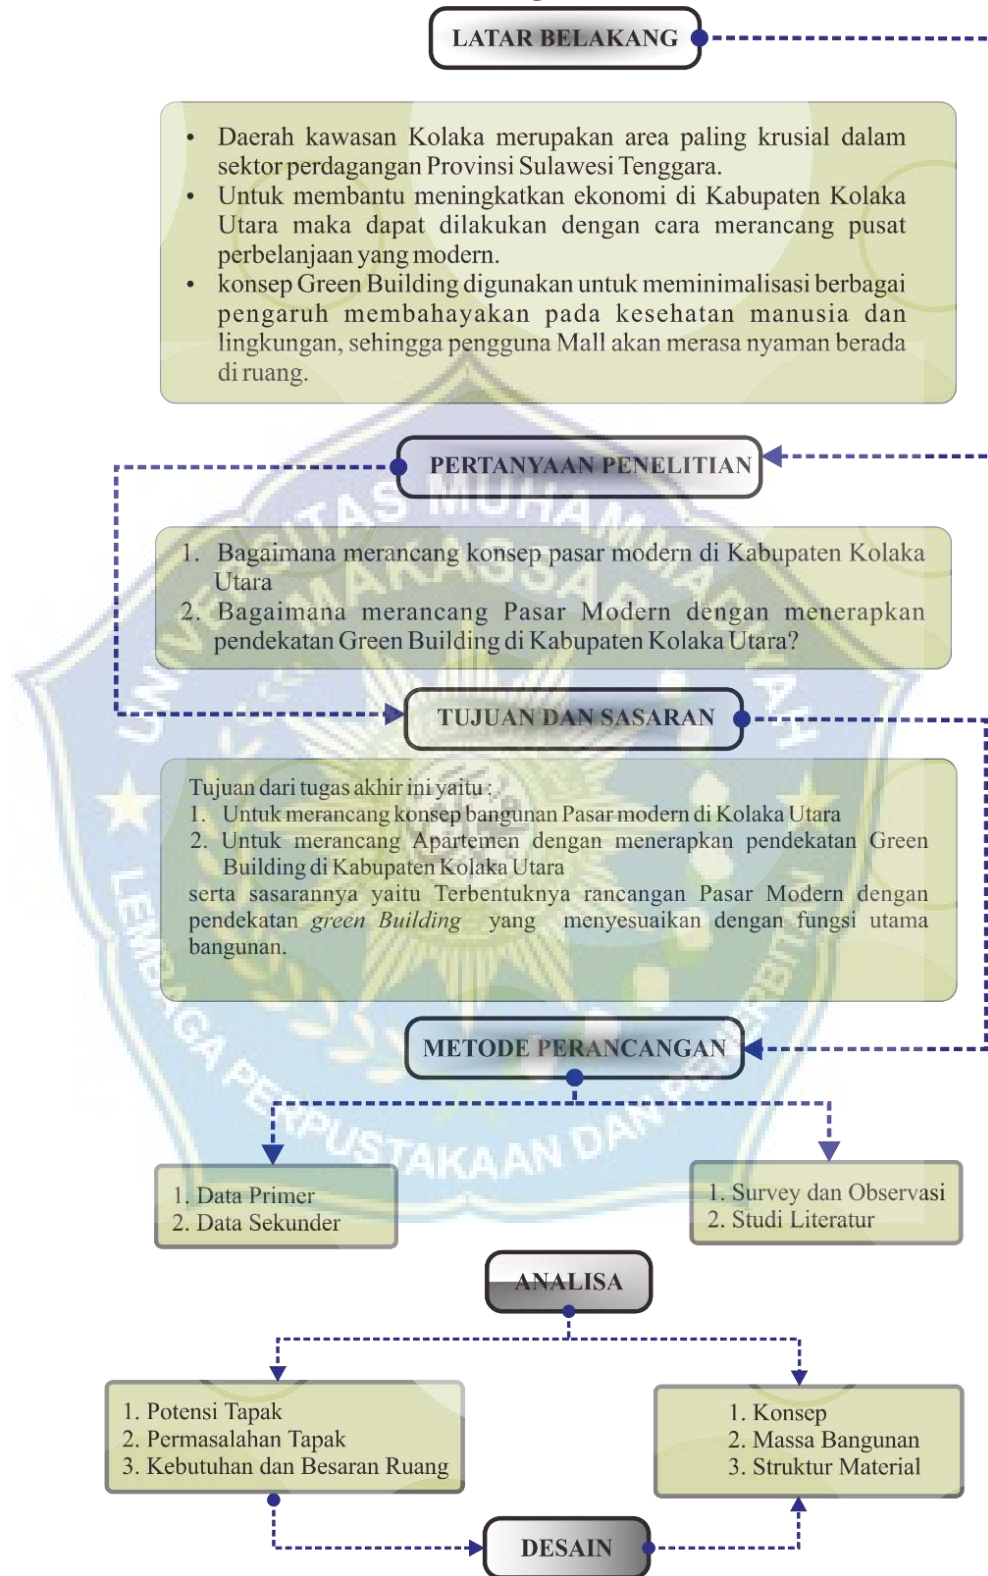 LATAR BELAKANG
• Daerah kawasan Kolaka merupakan area paling krusial dalam
sektor perdagangan Provinsi Sulawesi Tenggara.
• Untuk membantu meningkatkan ekonomi di Kabupaten Kolaka
Utara maka dapat dilakukan dengan cara merancang pusat
perbelanjaan yang modern.
• konsep Green Building digunakan untuk meminimalisasi berbagai
pengaruh membahayakan pada kesehatan manusia dan
lingkungan, sehingga pengguna Mall akan merasa nyaman berada
di ruang.
PERTANYAAN PENELITIAN
1. Bagaimana merancang konsep pasar modern di Kabupaten Kolaka
Utara
2. Bagaimana merancang Pasar Modern dengan menerapkan
pendekatan Green Building di Kabupaten Kolaka Utara?
TUJUAN DAN SASARAN
Tujuan dari tugas akhir ini yaitu :
1. Untuk merancang konsep bangunan Pasar modern di Kolaka Utara
2. Untuk merancang Apartemen dengan menerapkan pendekatan Green
Building di Kabupaten Kolaka Utara
serta sasarannya yaitu Terbentuknya rancangan Pasar Modern dengan
pendekatan green Building yang menyesuaikan dengan fungsi utama
bangunan.
METODE PERANCANGAN
1. Data Primer
2. Data Sekunder
1. Survey dan Observasi
2. Studi Literatur
ANALISA
1. Potensi Tapak
2. Permasalahan Tapak
3. Kebutuhan dan Besaran Ruang
1. Konsep
2. Massa Bangunan
3. Struktur Material
DESAIN
UNIVERSITAS MUHAMMADIYAH
MAKASSAR
LEMBAGA PERPUSTAKAAN DAN PENERBITAN